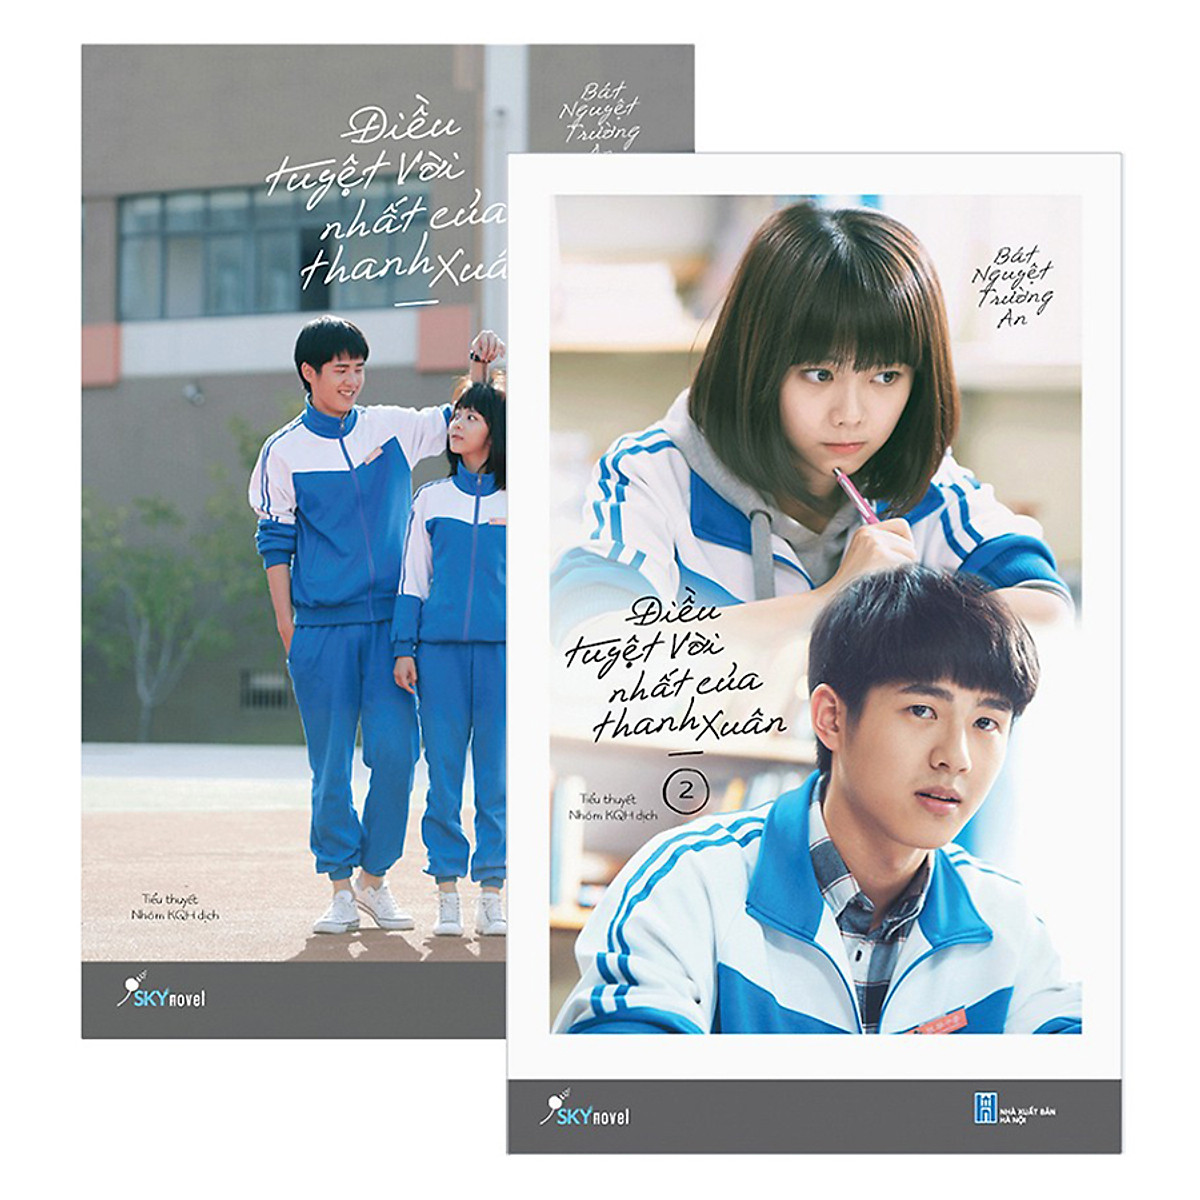 Điều
tuyệt vời
nhất của
thanh xuâ
Bát
Nguyệt
Trường
An
Tiểu thuyết
Nhóm KQH dịch
SKY novel
Bát
Nguyệt
Trường
An
Điều
tuyệt vời
nhất của
thanh xuân
2
Tiểu thuyết
Nhóm KQH dịch
SKY novel
NHÀ XUẤT BẢN
HÀ NỘI